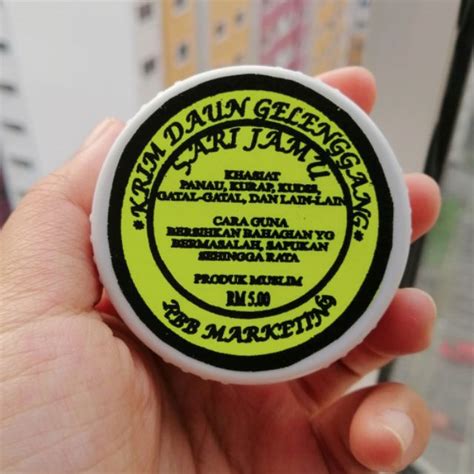 *KRIM DAUN GELENGGANG*
SARI JAMU
KHASIAT
PANAU, KURAP, KUDIS,
GATAL-GATAL, DAN LAIN-LAIN
CARA GUNA
BERSIHKAN BAHAGIAN YG
BERMASALAH, SAPUKAN
SEHINGGA RATA
PRODUK MUSLIM
RM 5.00
RBB MARKETING